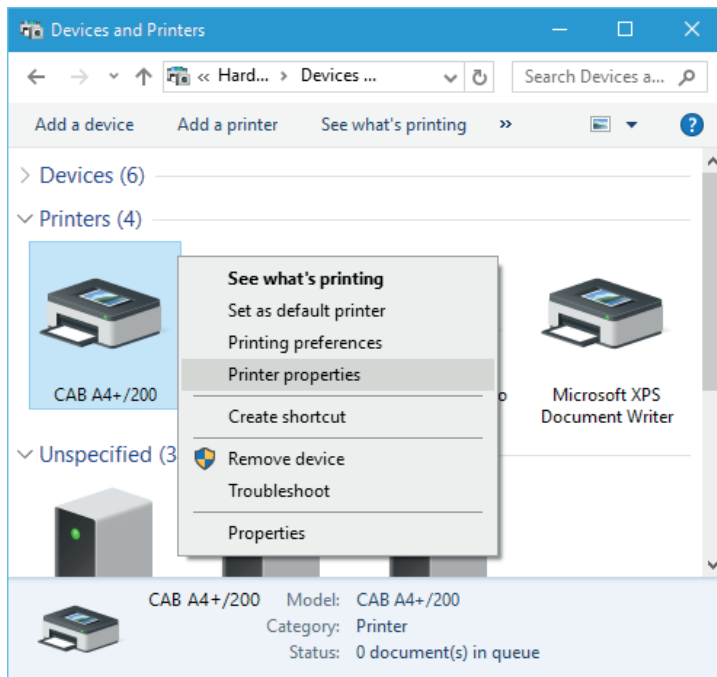 Devices and Printers
« Hard... > Devices ...
Search Devices a...
Add a device
Add a printer
See what's printing
»
?
Devices (6)
Printers (4)
See what's printing
Set as default printer
Printing preferences
Printer properties
Create shortcut
Remove device
Troubleshoot
Properties
CAB A4+/200
Microsoft XPS
Document Writer
Unspecified (3
CAB A4+/200
Model: CAB A4+/200
Category: Printer
Status: 0 document(s) in queue